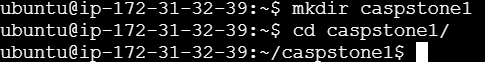 ubuntu@ip-172-31-32-39:~$ mkdir caspstone1
ubuntu@ip-172-31-32-39:~$ cd caspstone1/
ubuntu@ip-172-31-32-39:~/caspstone1$